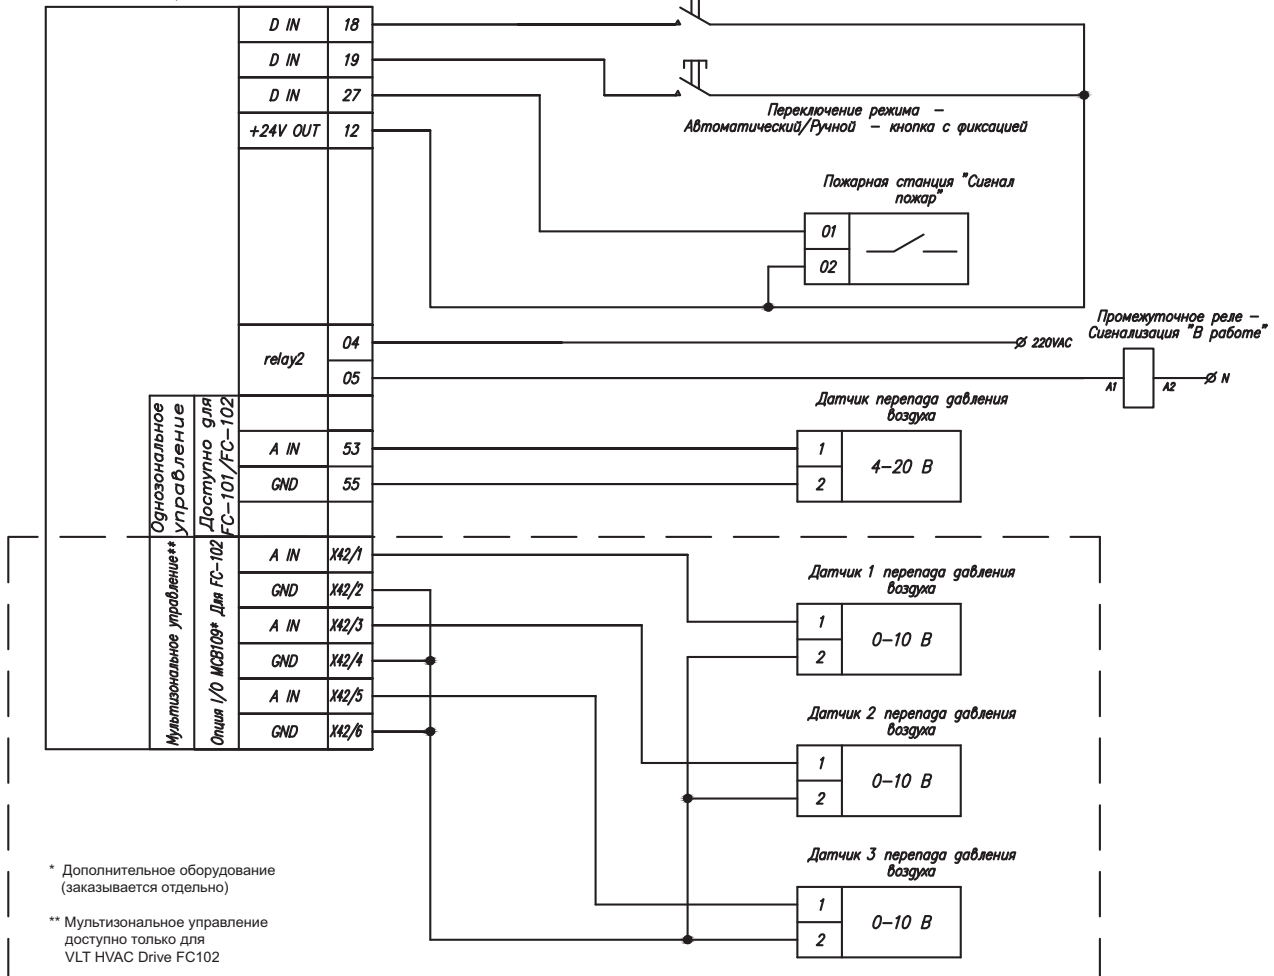 D IN 18
D IN 19
D IN 27
+24V OUT 12
Переключение режима –
Автоматический/Ручной – кнопка с фиксацией
Пожарная станция "Сигнал
пожар"
01
02
relay2
04
05
220VAC
Промежуточное реле –
Сигнализация "В работе"
A1
A2
N
Однозональное
управление
Доступно для
FC-101/FC-102
A IN 53
GND 55
Датчик перепада давления
воздуха
1
2
4-20 В
Мультизональное управление**
Опция I/O MCB109* Для FC-102
A IN X42/1
GND X42/2
A IN X42/3
GND X42/4
A IN X42/5
GND X42/6
Датчик 1 перепада давления
воздуха
1
2
0-10 В
Датчик 2 перепада давления
воздуха
1
2
0-10 В
Датчик 3 перепада давления
воздуха
1
2
0-10 В
* Дополнительное оборудование
(заказывается отдельно)
** Мультизональное управление
доступно только для
VLT HVAC Drive FC102